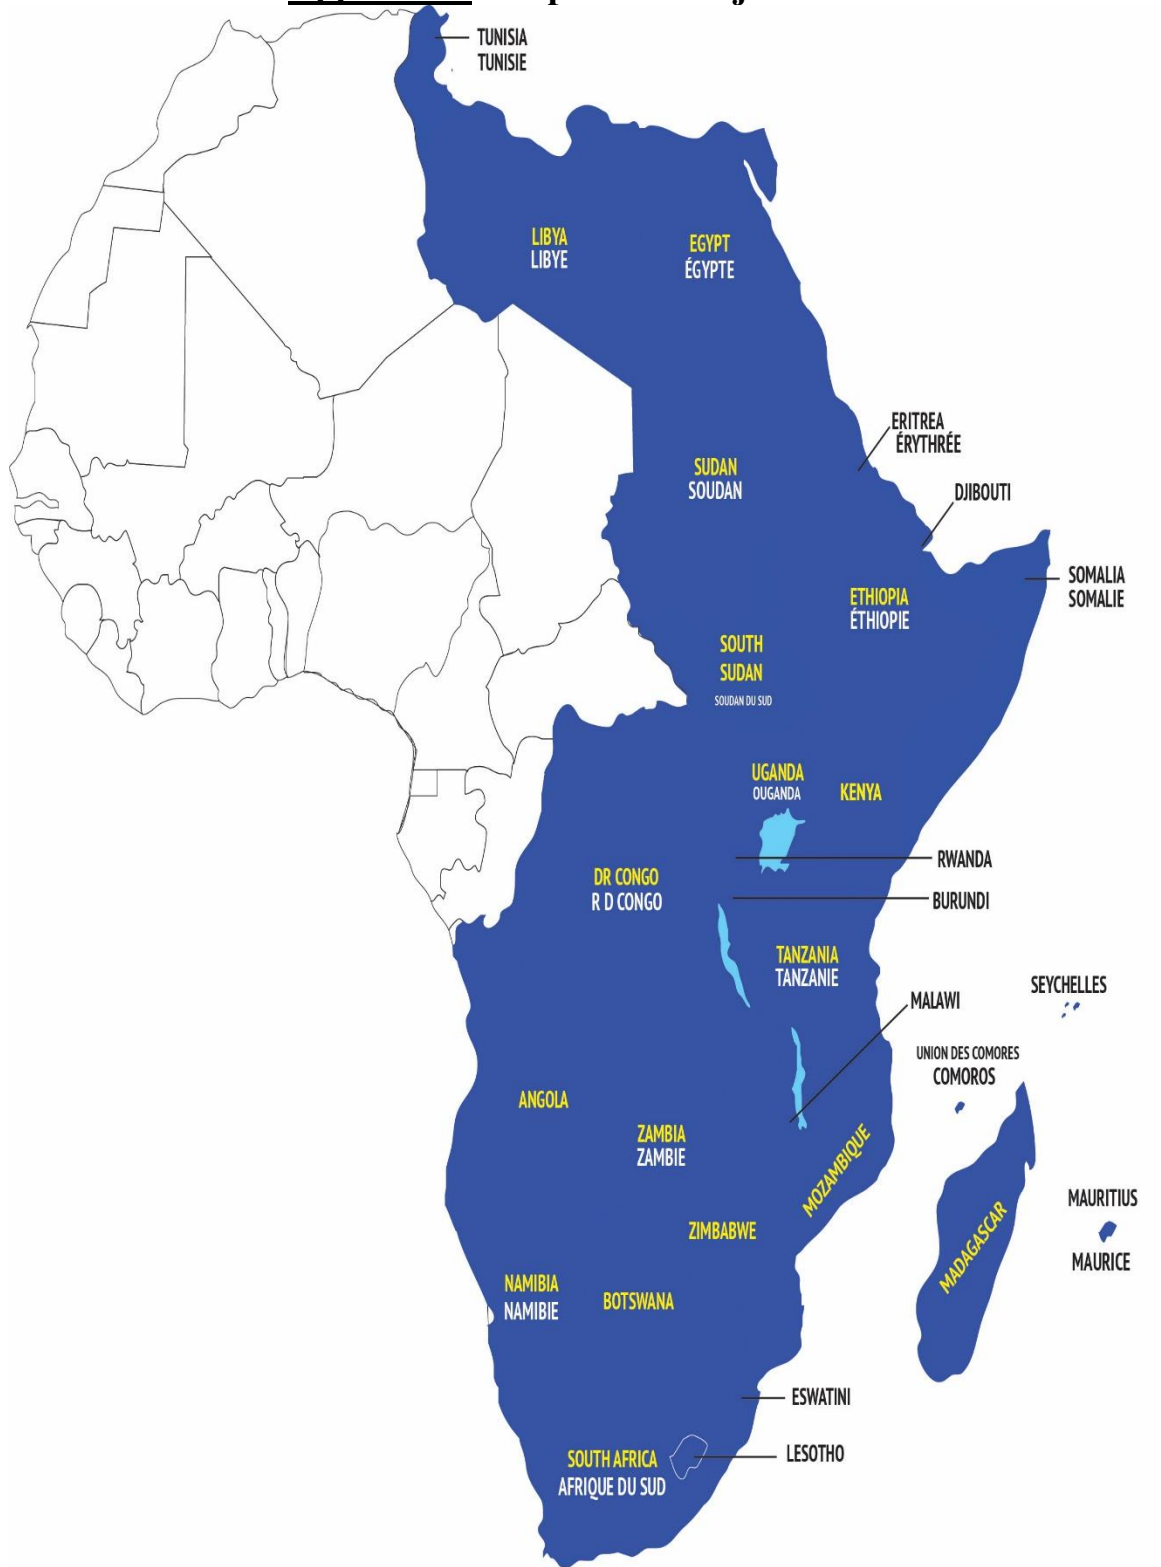 TUNISIA
TUNISIE
LIBYA
LIBYE
EGYPT
ÉGYPTE
ERITREA
ÉRYTHRÉE
SUDAN
SOUDAN
DJIBOUTI
SOMALIA
SOMALIE
ETHIOPIA
ÉTHIOPIE
SOUTH
SUDAN
SOUDAN DU SUD
UGANDA
OUGANDA
KENYA
RWANDA
DR CONGO
R D CONGO
BURUNDI
TANZANIA
TANZANIE
SEYCHELLES
MALAWI
UNION DES COMORES
COMOROS
ANGOLA
ZAMBIA
ZAMBIE
MOZAMBIQUE
MAURITIUS
MAURICE
ZIMBABWE
MADAGASCAR
NAMIBIA
NAMIBIE
BOTSWANA
ESWATINI
LESOTHO
SOUTH AFRICA
AFRIQUE DU SUD